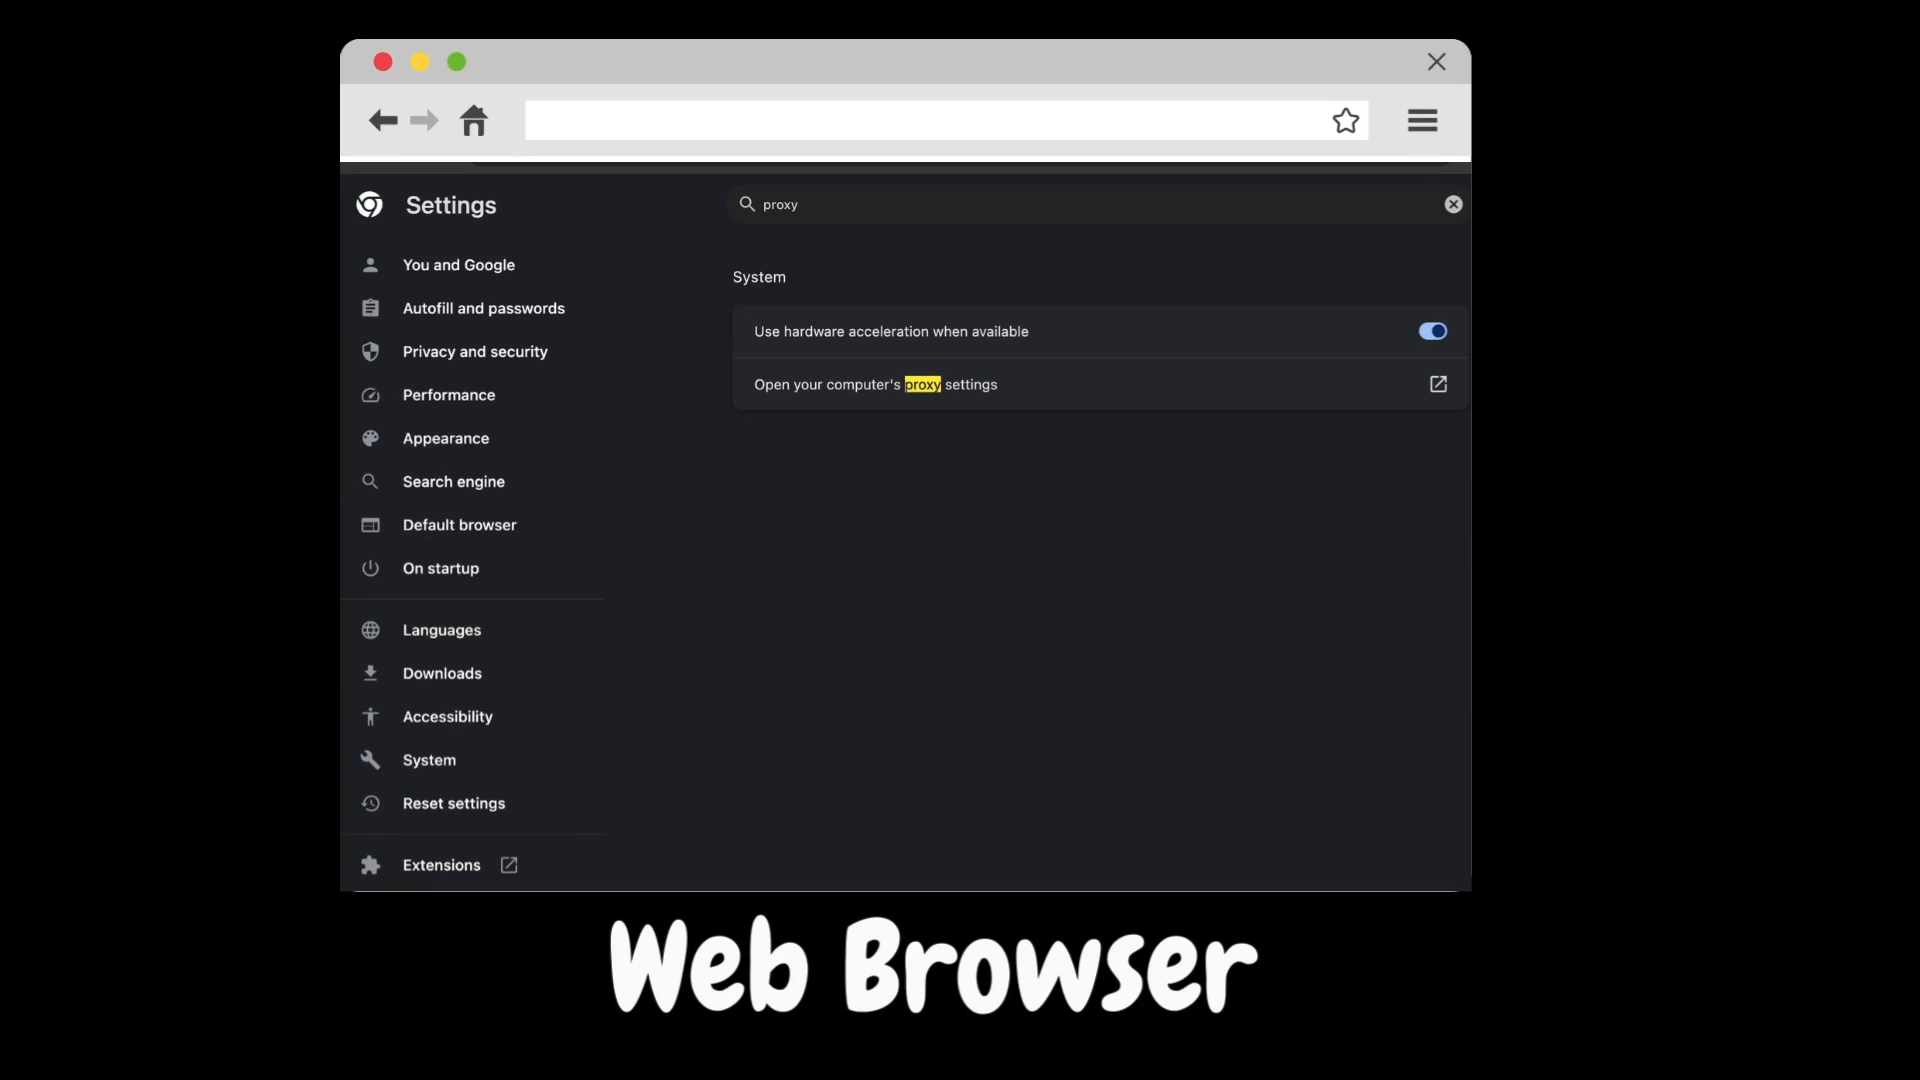 Settings
proxy
You and Google
Autofill and passwords
Privacy and security
Performance
Appearance
Search engine
Default browser
On startup
Languages
Downloads
Accessibility
System
Reset settings
Extensions
System
Use hardware acceleration when available
Open your computer's proxy settings
Web Browser